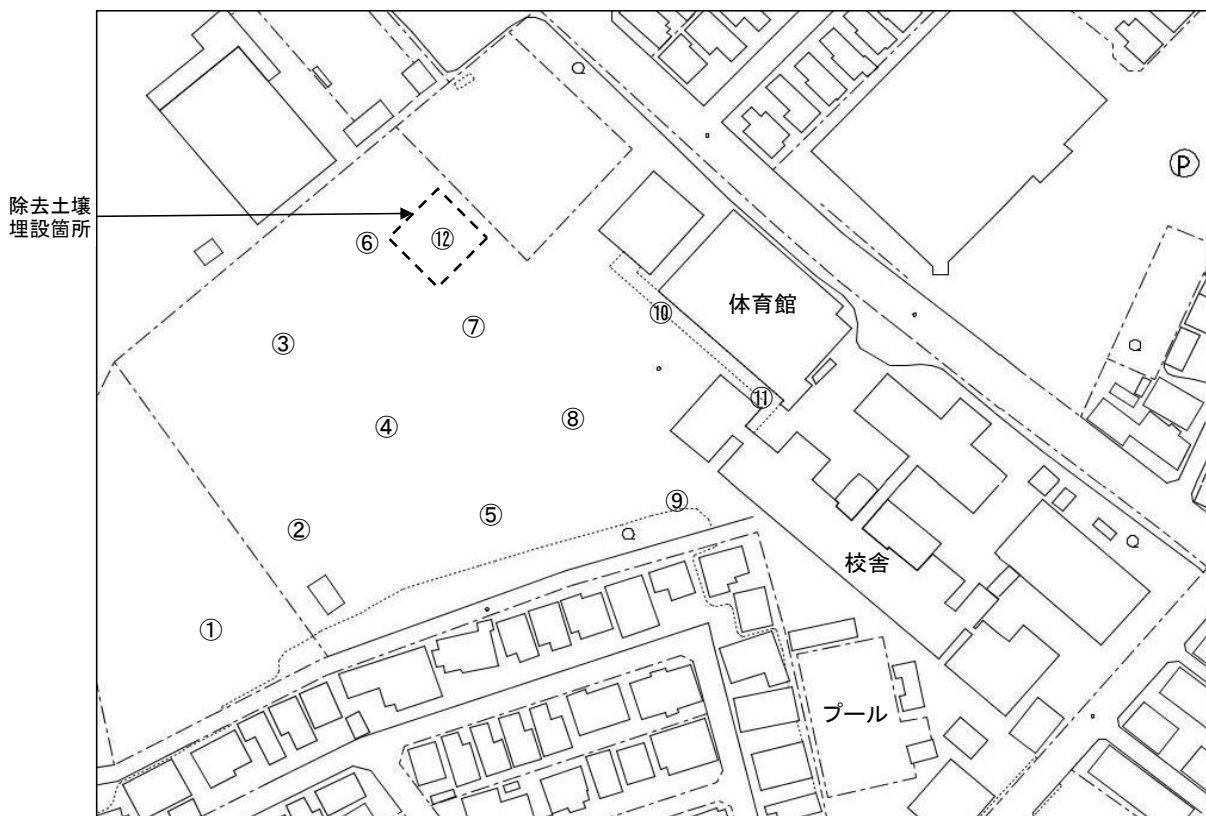 除去土壌
埋設箇所
⑥
⑫
Ⓟ
③
⑦
⑩
体育館
④
⑧
⑪
②
⑤
⑨
校舎
①
プール